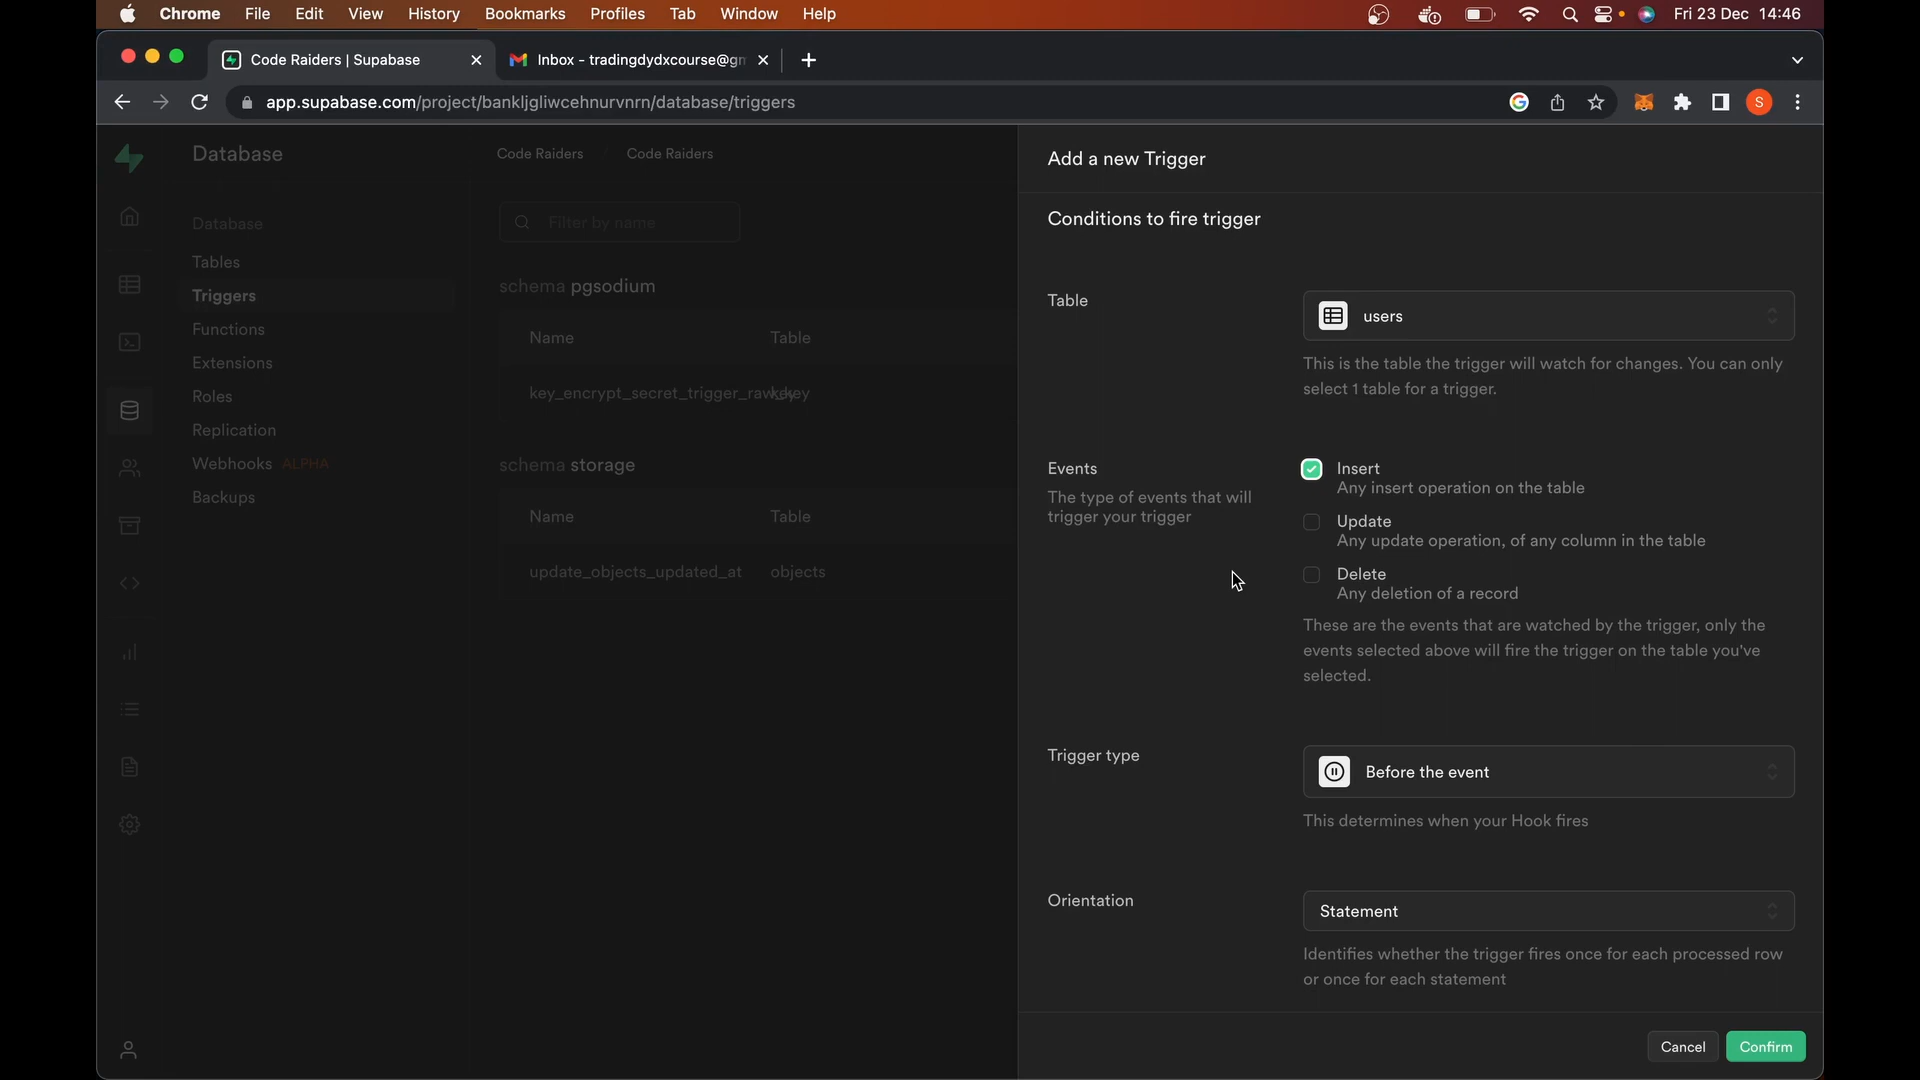 Chrome File Edit View History Bookmarks Profiles Tab Window Help Fri 23 Dec 14:46
Code Raiders | Supabase Inbox - tradingdydxcourse@gm
app.supabase.com/project/bankljgliwcehnurvnrn/database/triggers S
Database
Database
Tables
Triggers
Functions
Extensions
Roles
Replication
Webhooks ALPHA
Backups
Code Raiders / Code Raiders
Filter by name
schema pgsodium
Name Table
key_encrypt_secret_trigger_raw_key
schema storage
Name Table
update_objects_updated_at objects
Add a new Trigger
Conditions to fire trigger
Table
users
This is the table the trigger will watch for changes. You can only
select 1 table for a trigger.
Events
The type of events that will
trigger your trigger
Insert
Any insert operation on the table
Update
Any update operation, of any column in the table
Delete
Any deletion of a record
These are the events that are watched by the trigger, only the
events selected above will fire the trigger on the table you've
selected.
Trigger type
Before the event
This determines when your Hook fires
Orientation
Statement
Identifies whether the trigger fires once for each processed row
or once for each statement
Cancel Confirm